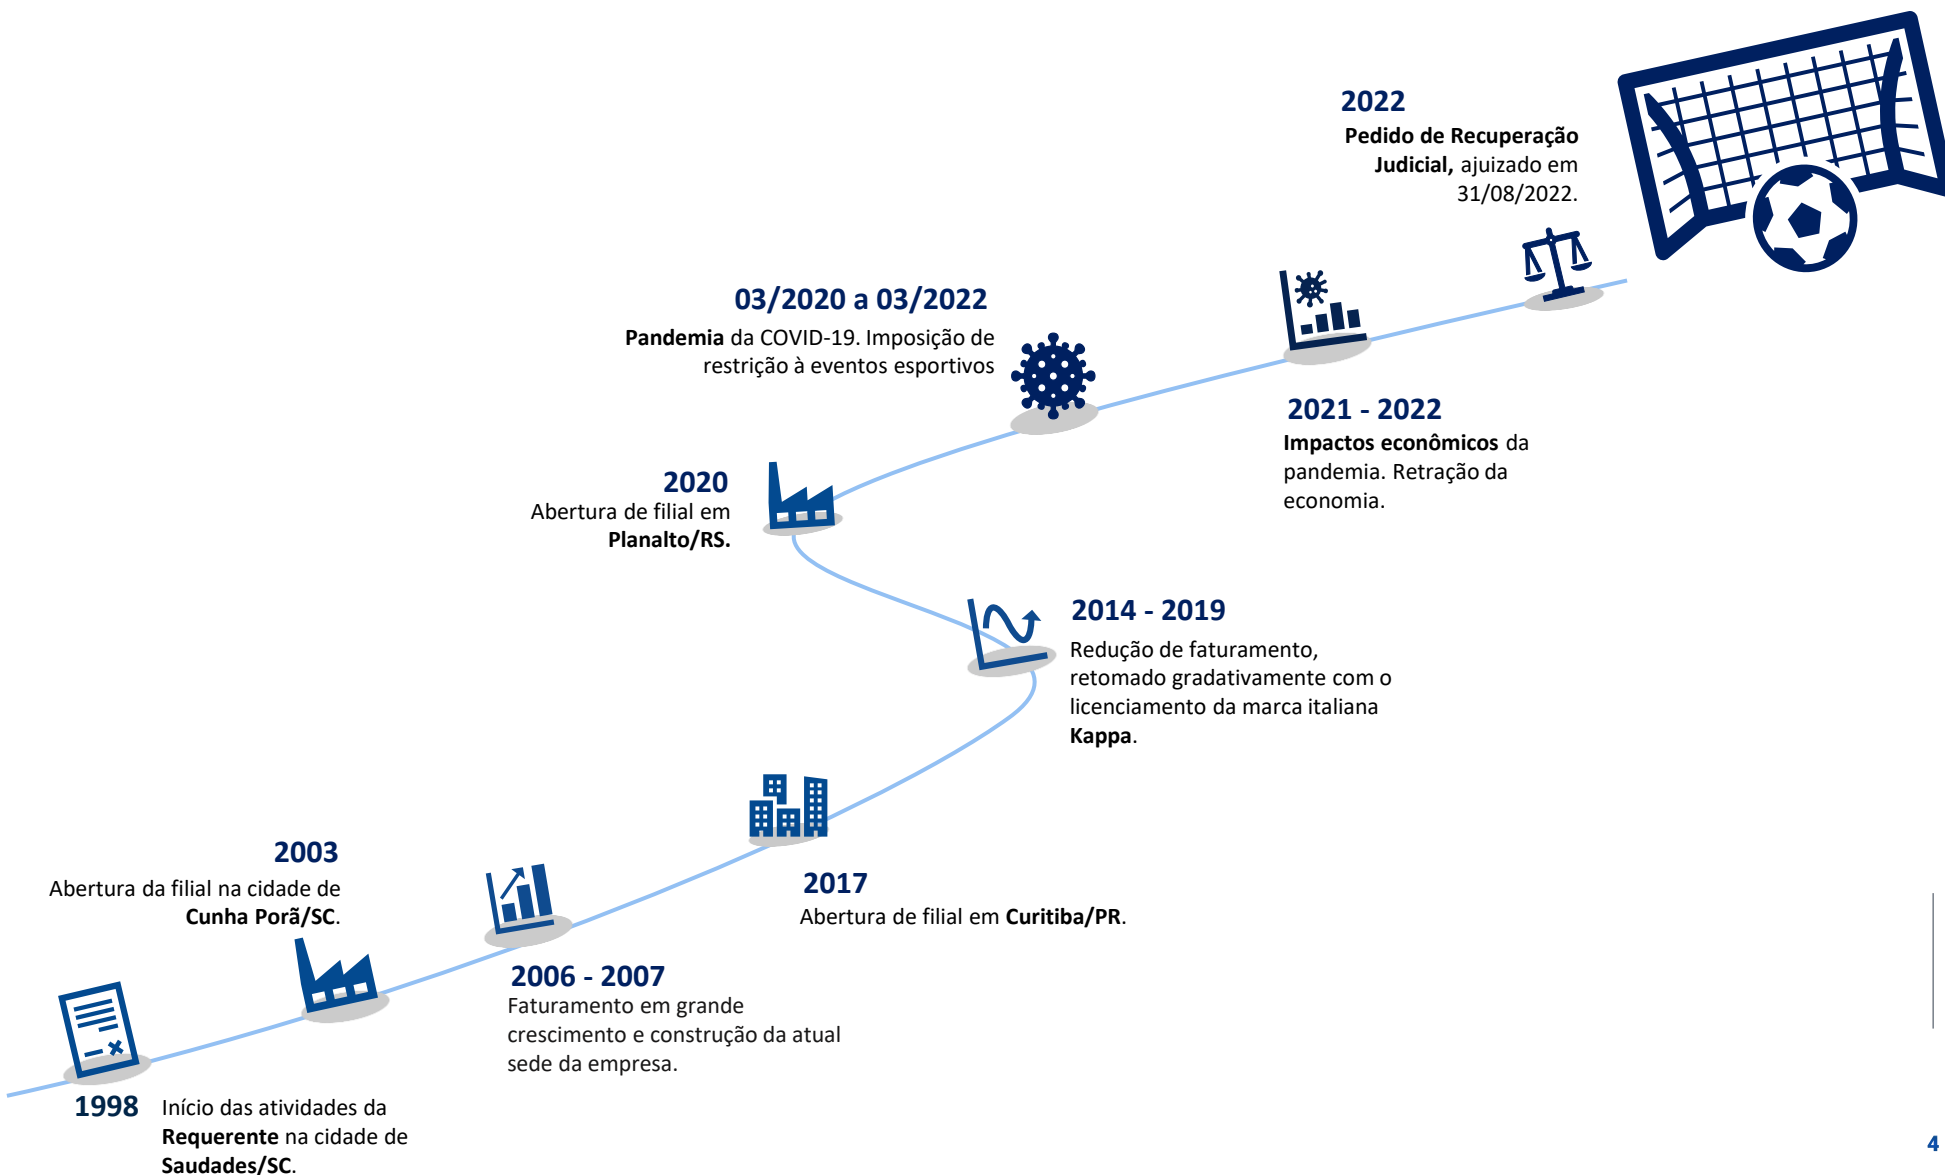 2022
Pedido de Recuperação
Judicial, ajuizado em
31/08/2022.
03/2020 a 03/2022
Pandemia da COVID-19. Imposição de
restrição à eventos esportivos
2021 - 2022
Impactos econômicos da
pandemia. Retração da
economia.
2020
Abertura de filial em
Planalto/RS.
2014 - 2019
Redução de faturamento,
retomado gradativamente com o
licenciamento da marca italiana
Kappa.
2003
Abertura da filial na cidade de
Cunha Porã/SC.
2017
Abertura de filial em Curitiba/PR.
2006 - 2007
Faturamento em grande
crescimento e construção da atual
sede da empresa.
1998
Início das atividades da
Requerente na cidade de
Saudades/SC.
4